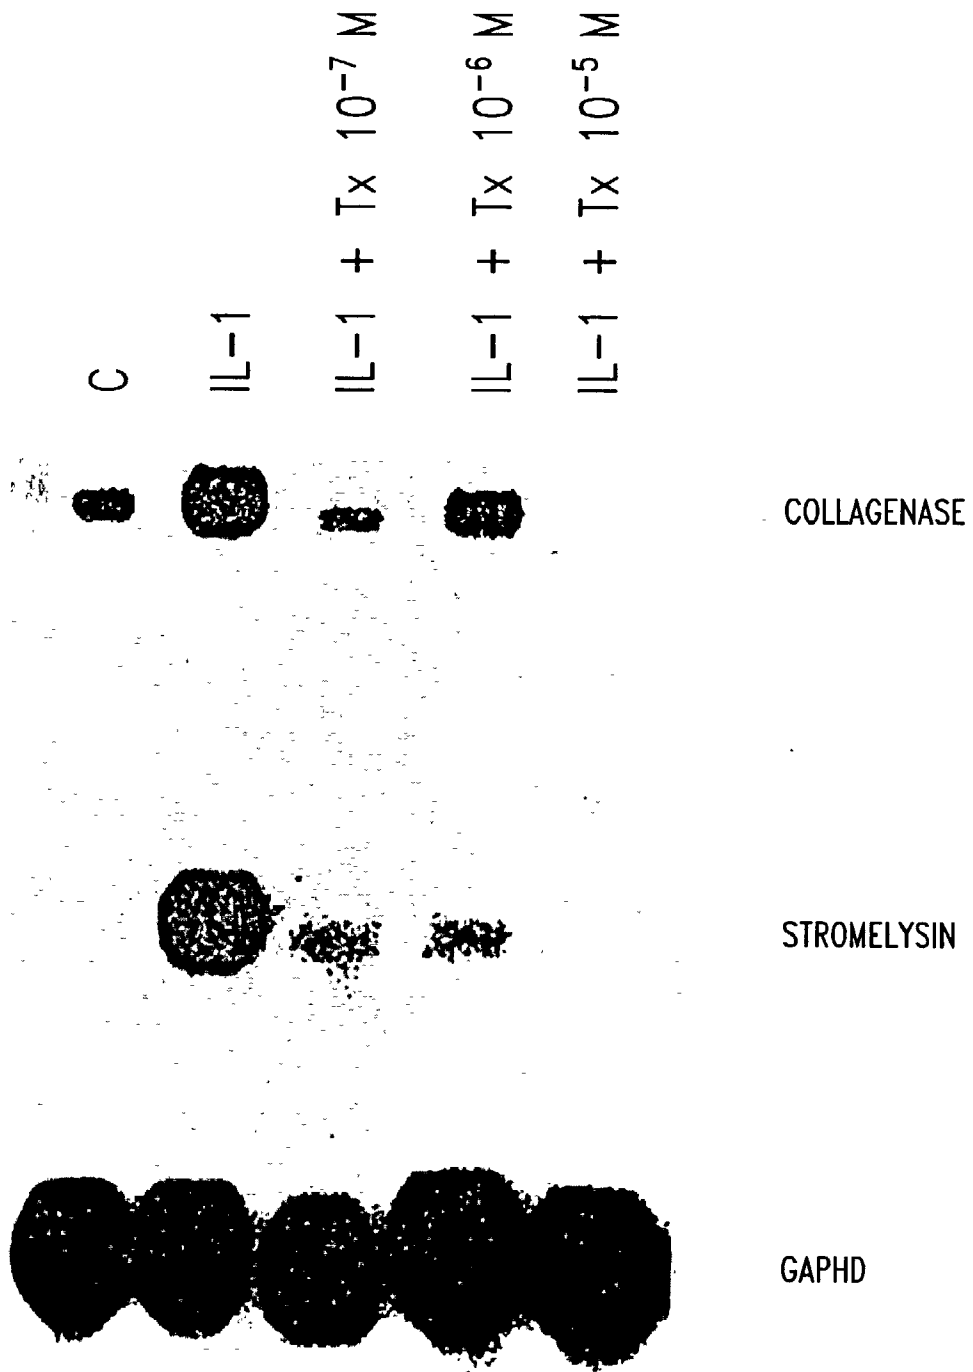 C
IL-1
IL-1 + Tx 10⁻⁷ M
IL-1 + Tx 10⁻⁶ M
IL-1 + Tx 10⁻⁵ M
COLLAGENASE
STROMELYSIN
GAPHD